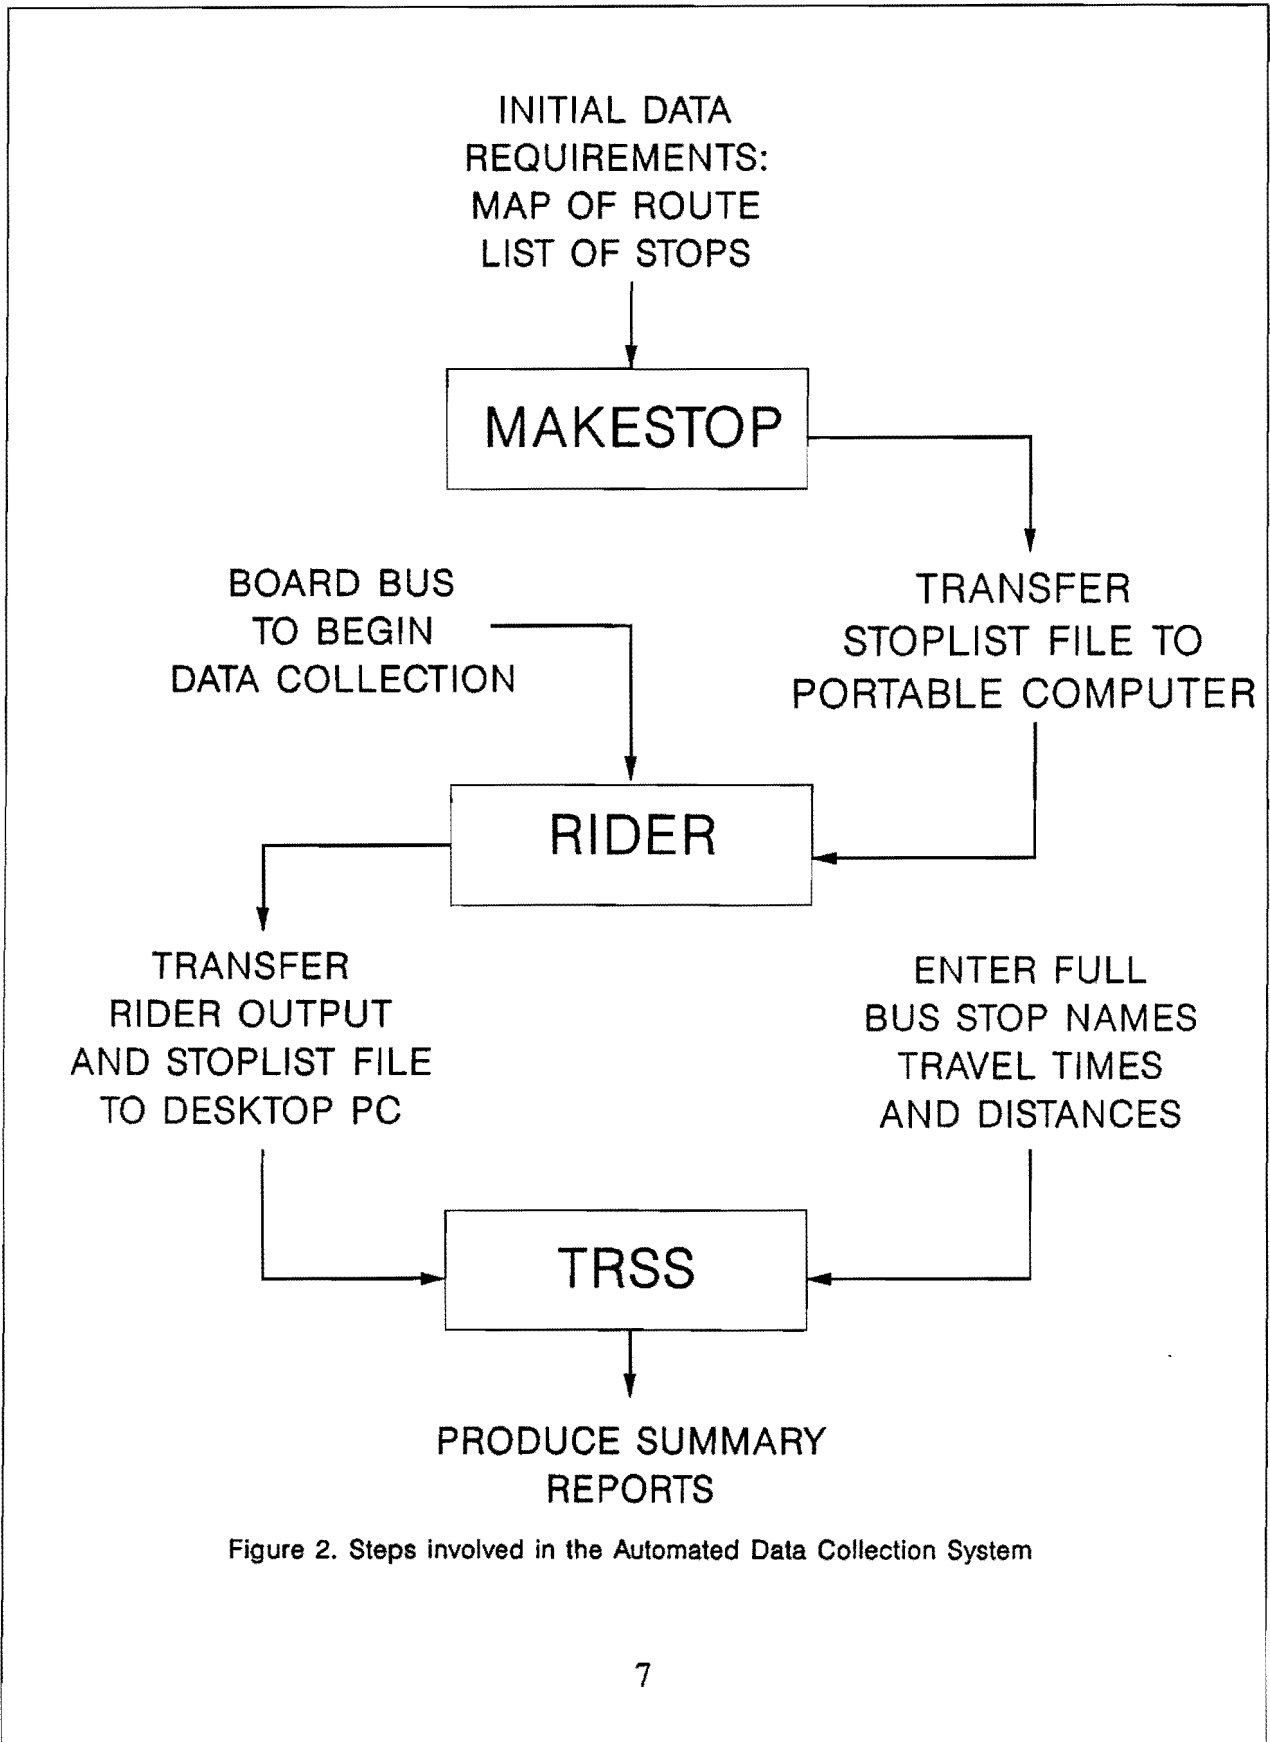 INITIAL DATA
REQUIREMENTS:
MAP OF ROUTE
LIST OF STOPS
MAKESTOP
BOARD BUS
TO BEGIN
DATA COLLECTION
TRANSFER
STOPLIST FILE TO
PORTABLE COMPUTER
RIDER
TRANSFER
RIDER OUTPUT
AND STOPLIST FILE
TO DESKTOP PC
ENTER FULL
BUS STOP NAMES
TRAVEL TIMES
AND DISTANCES
TRSS
PRODUCE SUMMARY
REPORTS
Figure 2. Steps involved in the Automated Data Collection System
7